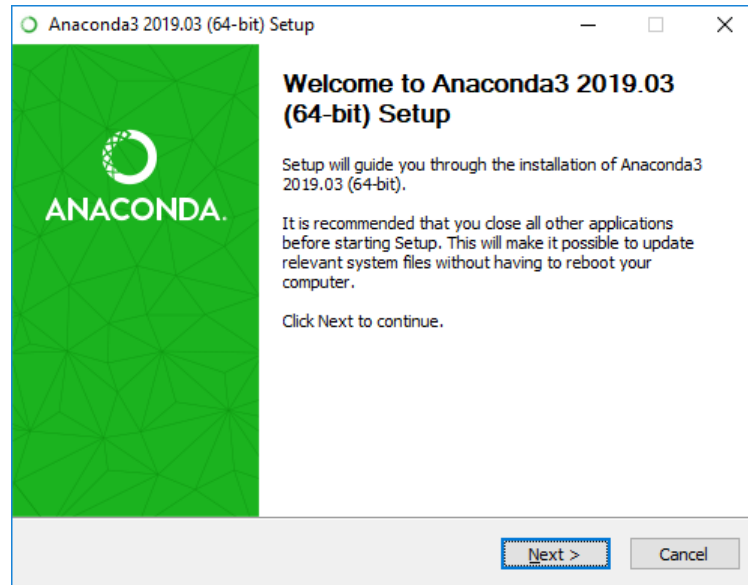 Anaconda3 2019.03 (64-bit) Setup
ANACONDA.
Welcome to Anaconda3 2019.03
(64-bit) Setup
Setup will guide you through the installation of Anaconda3
2019.03 (64-bit).
It is recommended that you close all other applications
before starting Setup. This will make it possible to update
relevant system files without having to reboot your
computer.
Click Next to continue.
Next >
Cancel